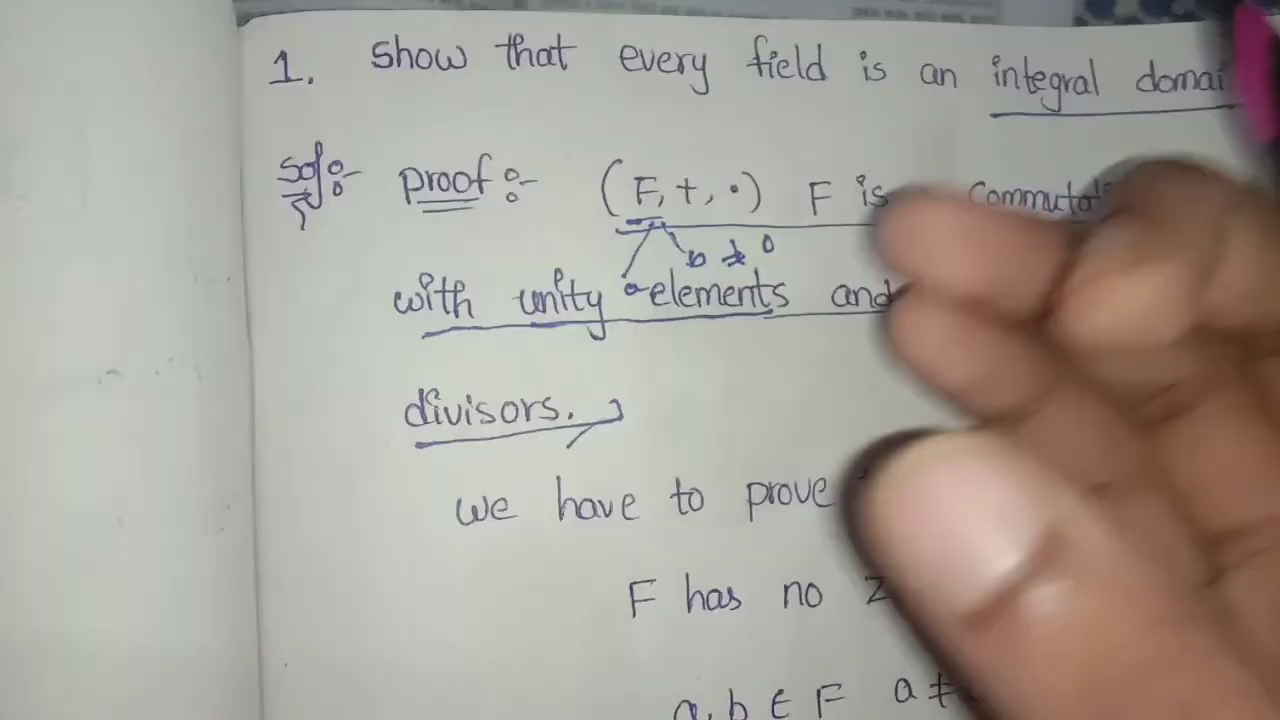 1. Show that every field is an integral domai
Sol:- proof:- (F, +, •) F is commutati
b ≠ 0
with unity elements and
divisors.
we have to prove
F has no z
a, b ∈ F a ≠